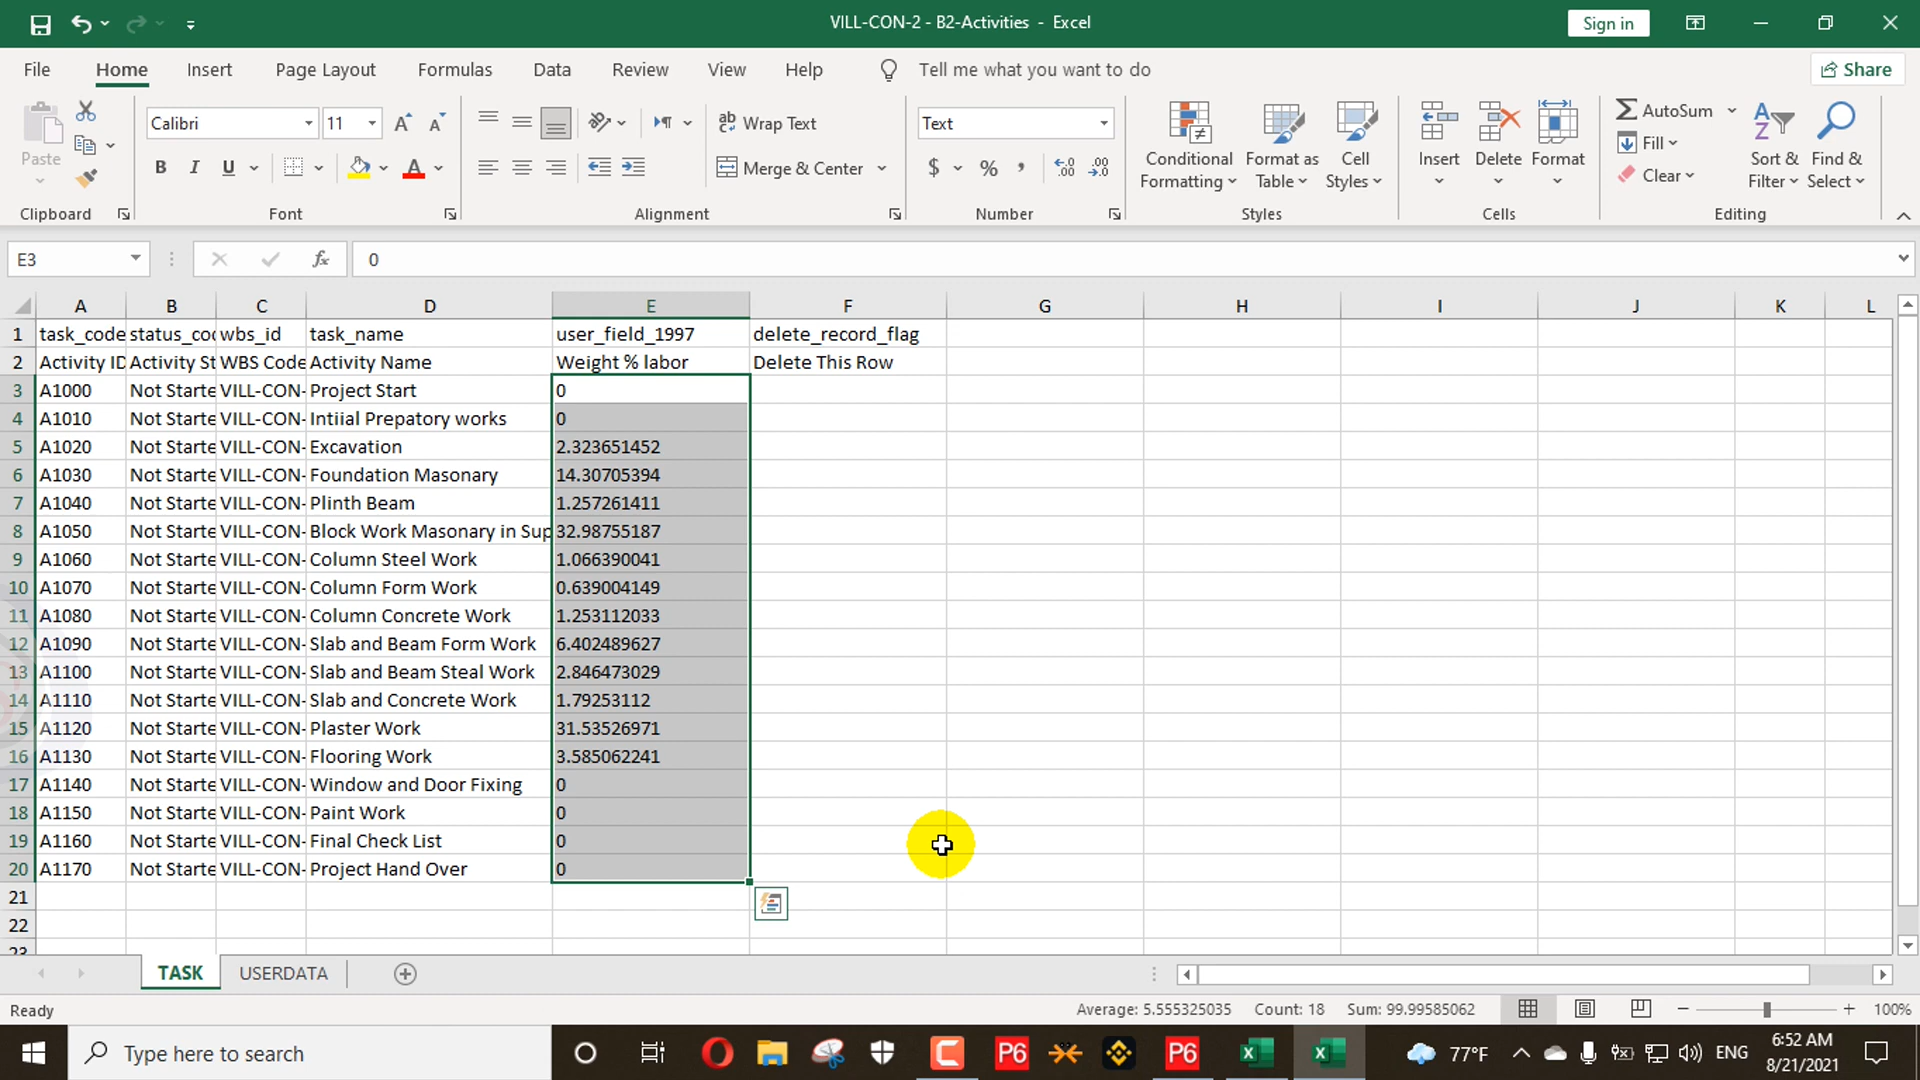 VILL-CON-2 - B2-Activities - Excel
Sign in
File Home Insert Page Layout Formulas Data Review View Help Tell me what you want to do Share
Paste
Calibri 11
B I U
Wrap Text
Merge & Center
Text
$ % ,
Conditional Formatting
Format as Table
Cell Styles
Insert
Delete
Format
AutoSum
Fill
Clear
Sort & Filter
Find & Select
Clipboard Font Alignment Number Styles Cells Editing
E3 fx 0
A B C D E F G H I J K L
1 task_code status_co wbs_id task_name user_field_1997 delete_record_flag
2 Activity ID Activity St WBS Code Activity Name Weight % labor Delete This Row
3 A1000 Not Starte VILL-CON- Project Start 0
4 A1010 Not Starte VILL-CON- Intiial Prepatory works 0
5 A1020 Not Starte VILL-CON- Excavation 2.323651452
6 A1030 Not Starte VILL-CON- Foundation Masonary 14.30705394
7 A1040 Not Starte VILL-CON- Plinth Beam 1.257261411
8 A1050 Not Starte VILL-CON- Block Work Masonary in Sup 32.98755187
9 A1060 Not Starte VILL-CON- Column Steel Work 1.066390041
10 A1070 Not Starte VILL-CON- Column Form Work 0.639004149
11 A1080 Not Starte VILL-CON- Column Concrete Work 1.253112033
12 A1090 Not Starte VILL-CON- Slab and Beam Form Work 6.402489627
13 A1100 Not Starte VILL-CON- Slab and Beam Steal Work 2.846473029
14 A1110 Not Starte VILL-CON- Slab and Concrete Work 1.79253112
15 A1120 Not Starte VILL-CON- Plaster Work 31.53526971
16 A1130 Not Starte VILL-CON- Flooring Work 3.585062241
17 A1140 Not Starte VILL-CON- Window and Door Fixing 0
18 A1150 Not Starte VILL-CON- Paint Work 0
19 A1160 Not Starte VILL-CON- Final Check List 0
20 A1170 Not Starte VILL-CON- Project Hand Over 0
21
22
23
TASK USERDATA
Ready Average: 5.555325035 Count: 18 Sum: 99.99585062 100%
Type here to search P6 P6 77°F ENG 6:52 AM
8/21/2021